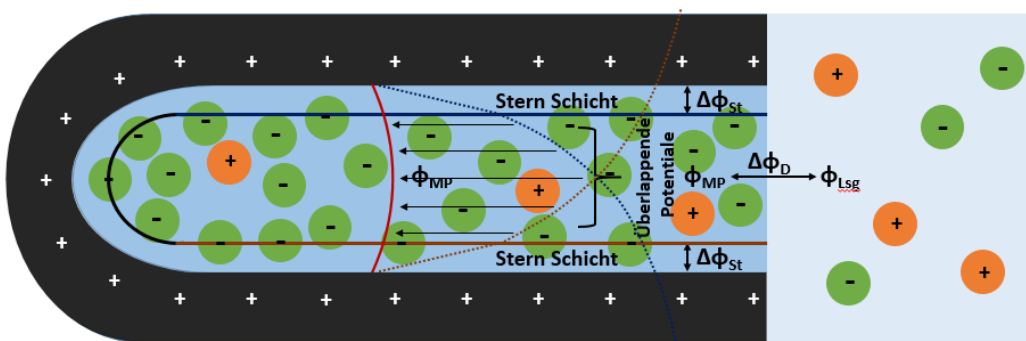 Stern Schicht
ΔϕSt
ϕMP
Überlappende
Potentiale
ϕMP
ΔϕD
ϕLsg
Stern Schicht
ΔϕSt